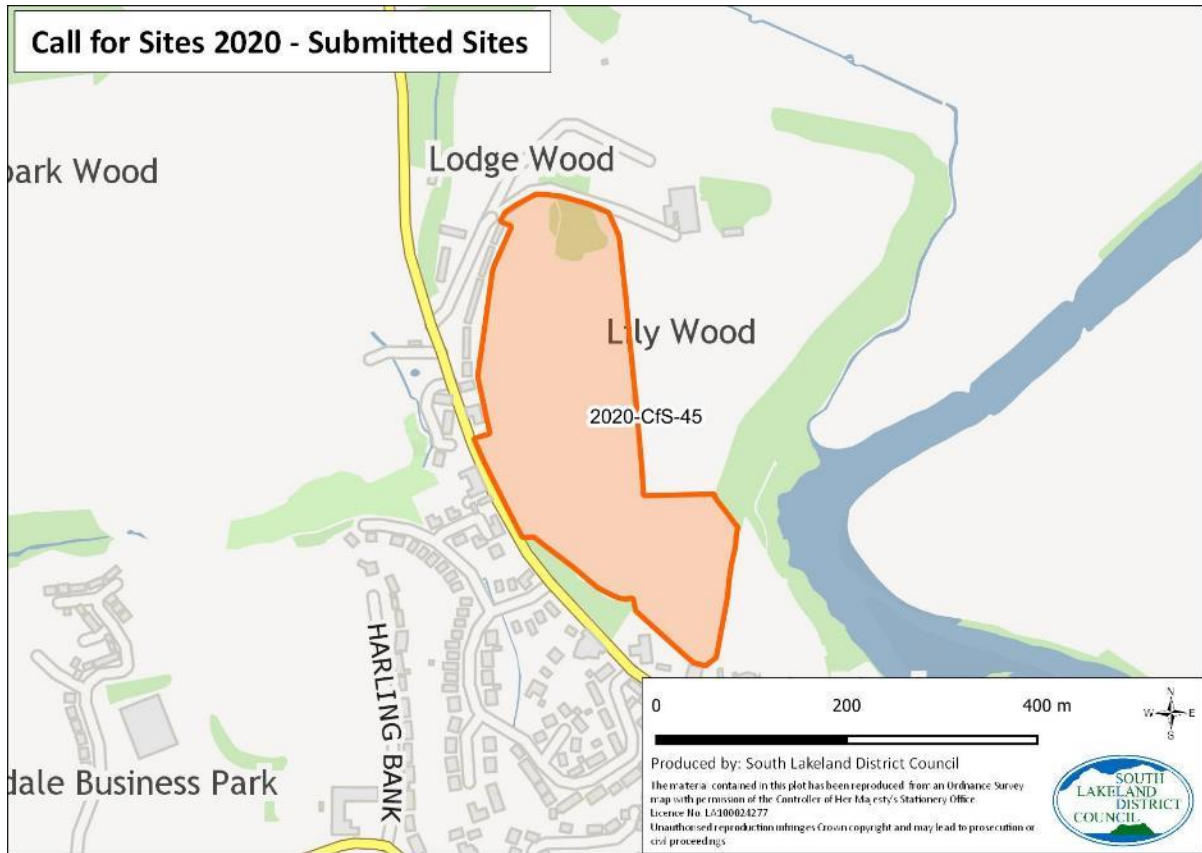 Call for Sites 2020 - Submitted Sites
Lodge Wood
park Wood
Lily Wood
2020-CfS-45
HARLING BANK
dale Business Park
0 200 400 m
N
W E
S
Produced by: South Lakeland District Council
The material contained in this plot has been reproduced from an Ordnance Survey
map with permission of the Controller of Her Majesty's Stationery Office.
Licence No. LA100024277
Unauthorised reproduction infringes Crown copyright and may lead to prosecution or
civil proceedings
SOUTH
LAKELAND
DISTRICT
COUNCIL